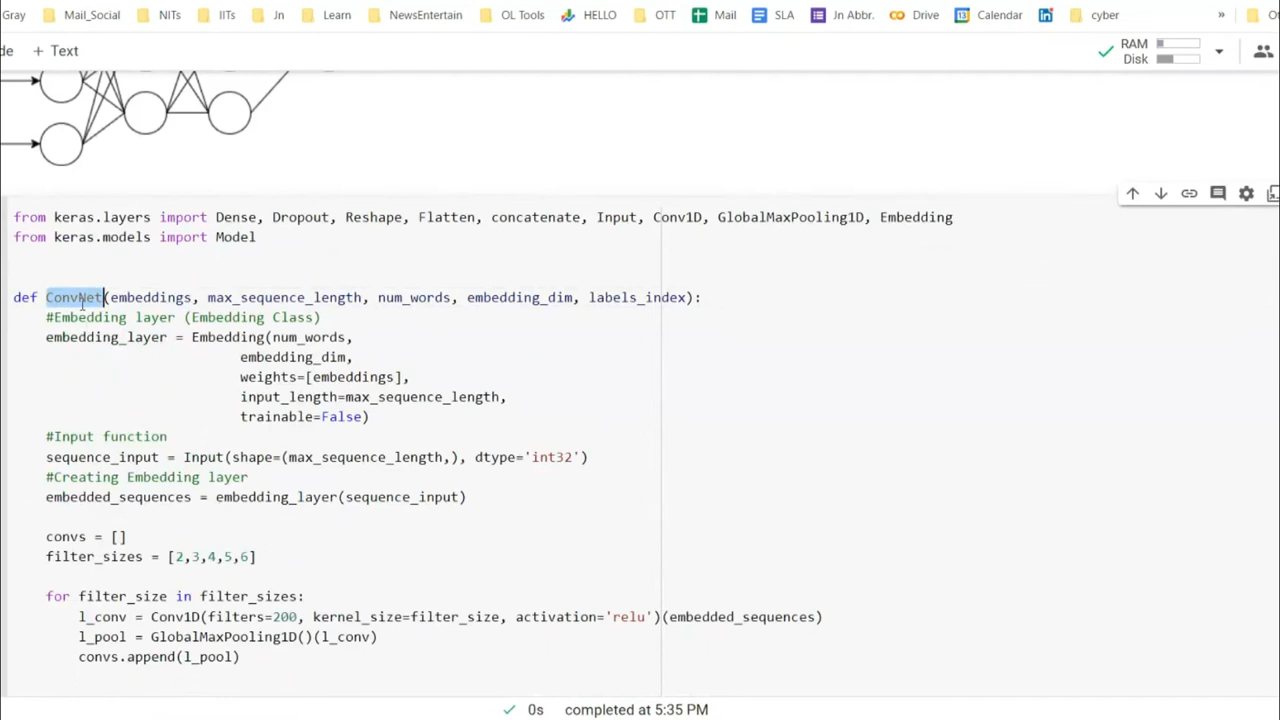 Gray Mail_Social NITs IITs Jn Learn NewsEntertain OL Tools HELLO OTT Mail SLA Jn Abbr. Drive Calendar cyber »
de + Text
RAM
Disk
from keras.layers import Dense, Dropout, Reshape, Flatten, concatenate, Input, Conv1D, GlobalMaxPooling1D, Embedding
from keras.models import Model
def ConvNet(embeddings, max_sequence_length, num_words, embedding_dim, labels_index):
#Embedding layer (Embedding Class)
embedding_layer = Embedding(num_words,
embedding_dim,
weights=[embeddings],
input_length=max_sequence_length,
trainable=False)
#Input function
sequence_input = Input(shape=(max_sequence_length,), dtype='int32')
#Creating Embedding layer
embedded_sequences = embedding_layer(sequence_input)
convs = []
filter_sizes = [2,3,4,5,6]
for filter_size in filter_sizes:
l_conv = Conv1D(filters=200, kernel_size=filter_size, activation='relu')(embedded_sequences)
l_pool = GlobalMaxPooling1D()(l_conv)
convs.append(l_pool)
0s completed at 5:35 PM